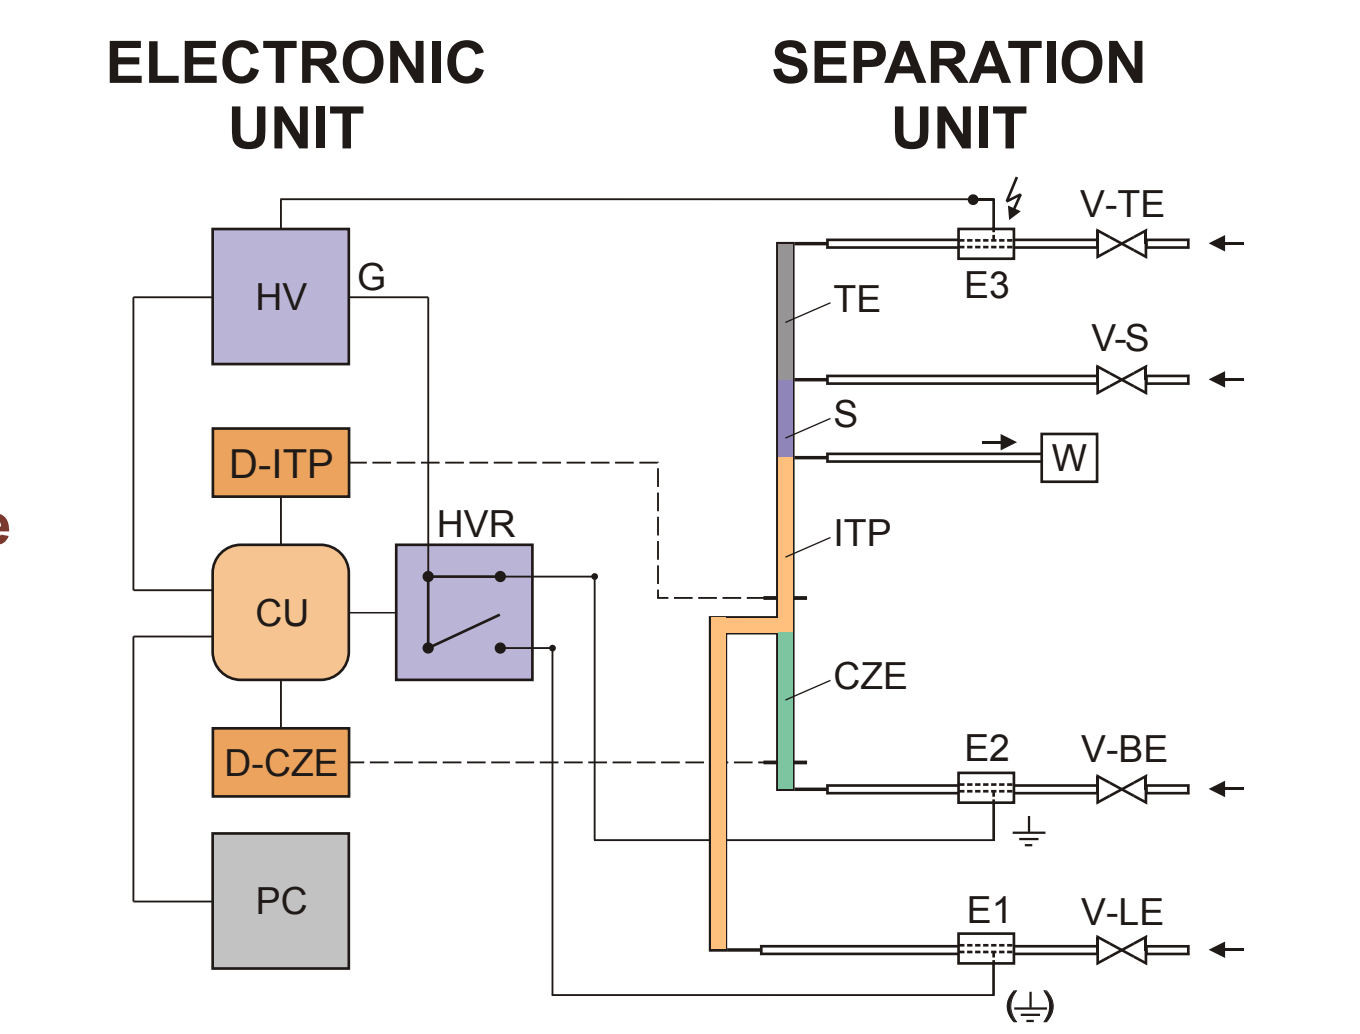 ELECTRONIC
UNIT
SEPARATION
UNIT
V-TE
HV
G
E3
TE
V-S
S
D-ITP
W
HVR
ITP
CU
CZE
D-CZE
E2
V-BE
PC
E1
V-LE
e